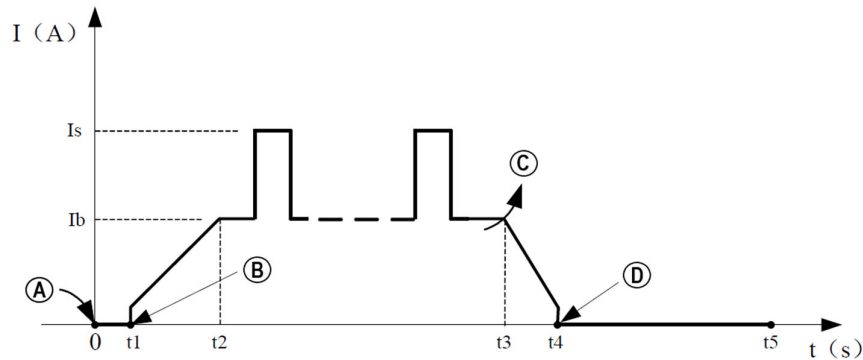 I（A）
Is
Ⓒ
Ib
Ⓐ
Ⓑ
Ⓓ
0
t1
t2
t3
t4
t5
t（s）